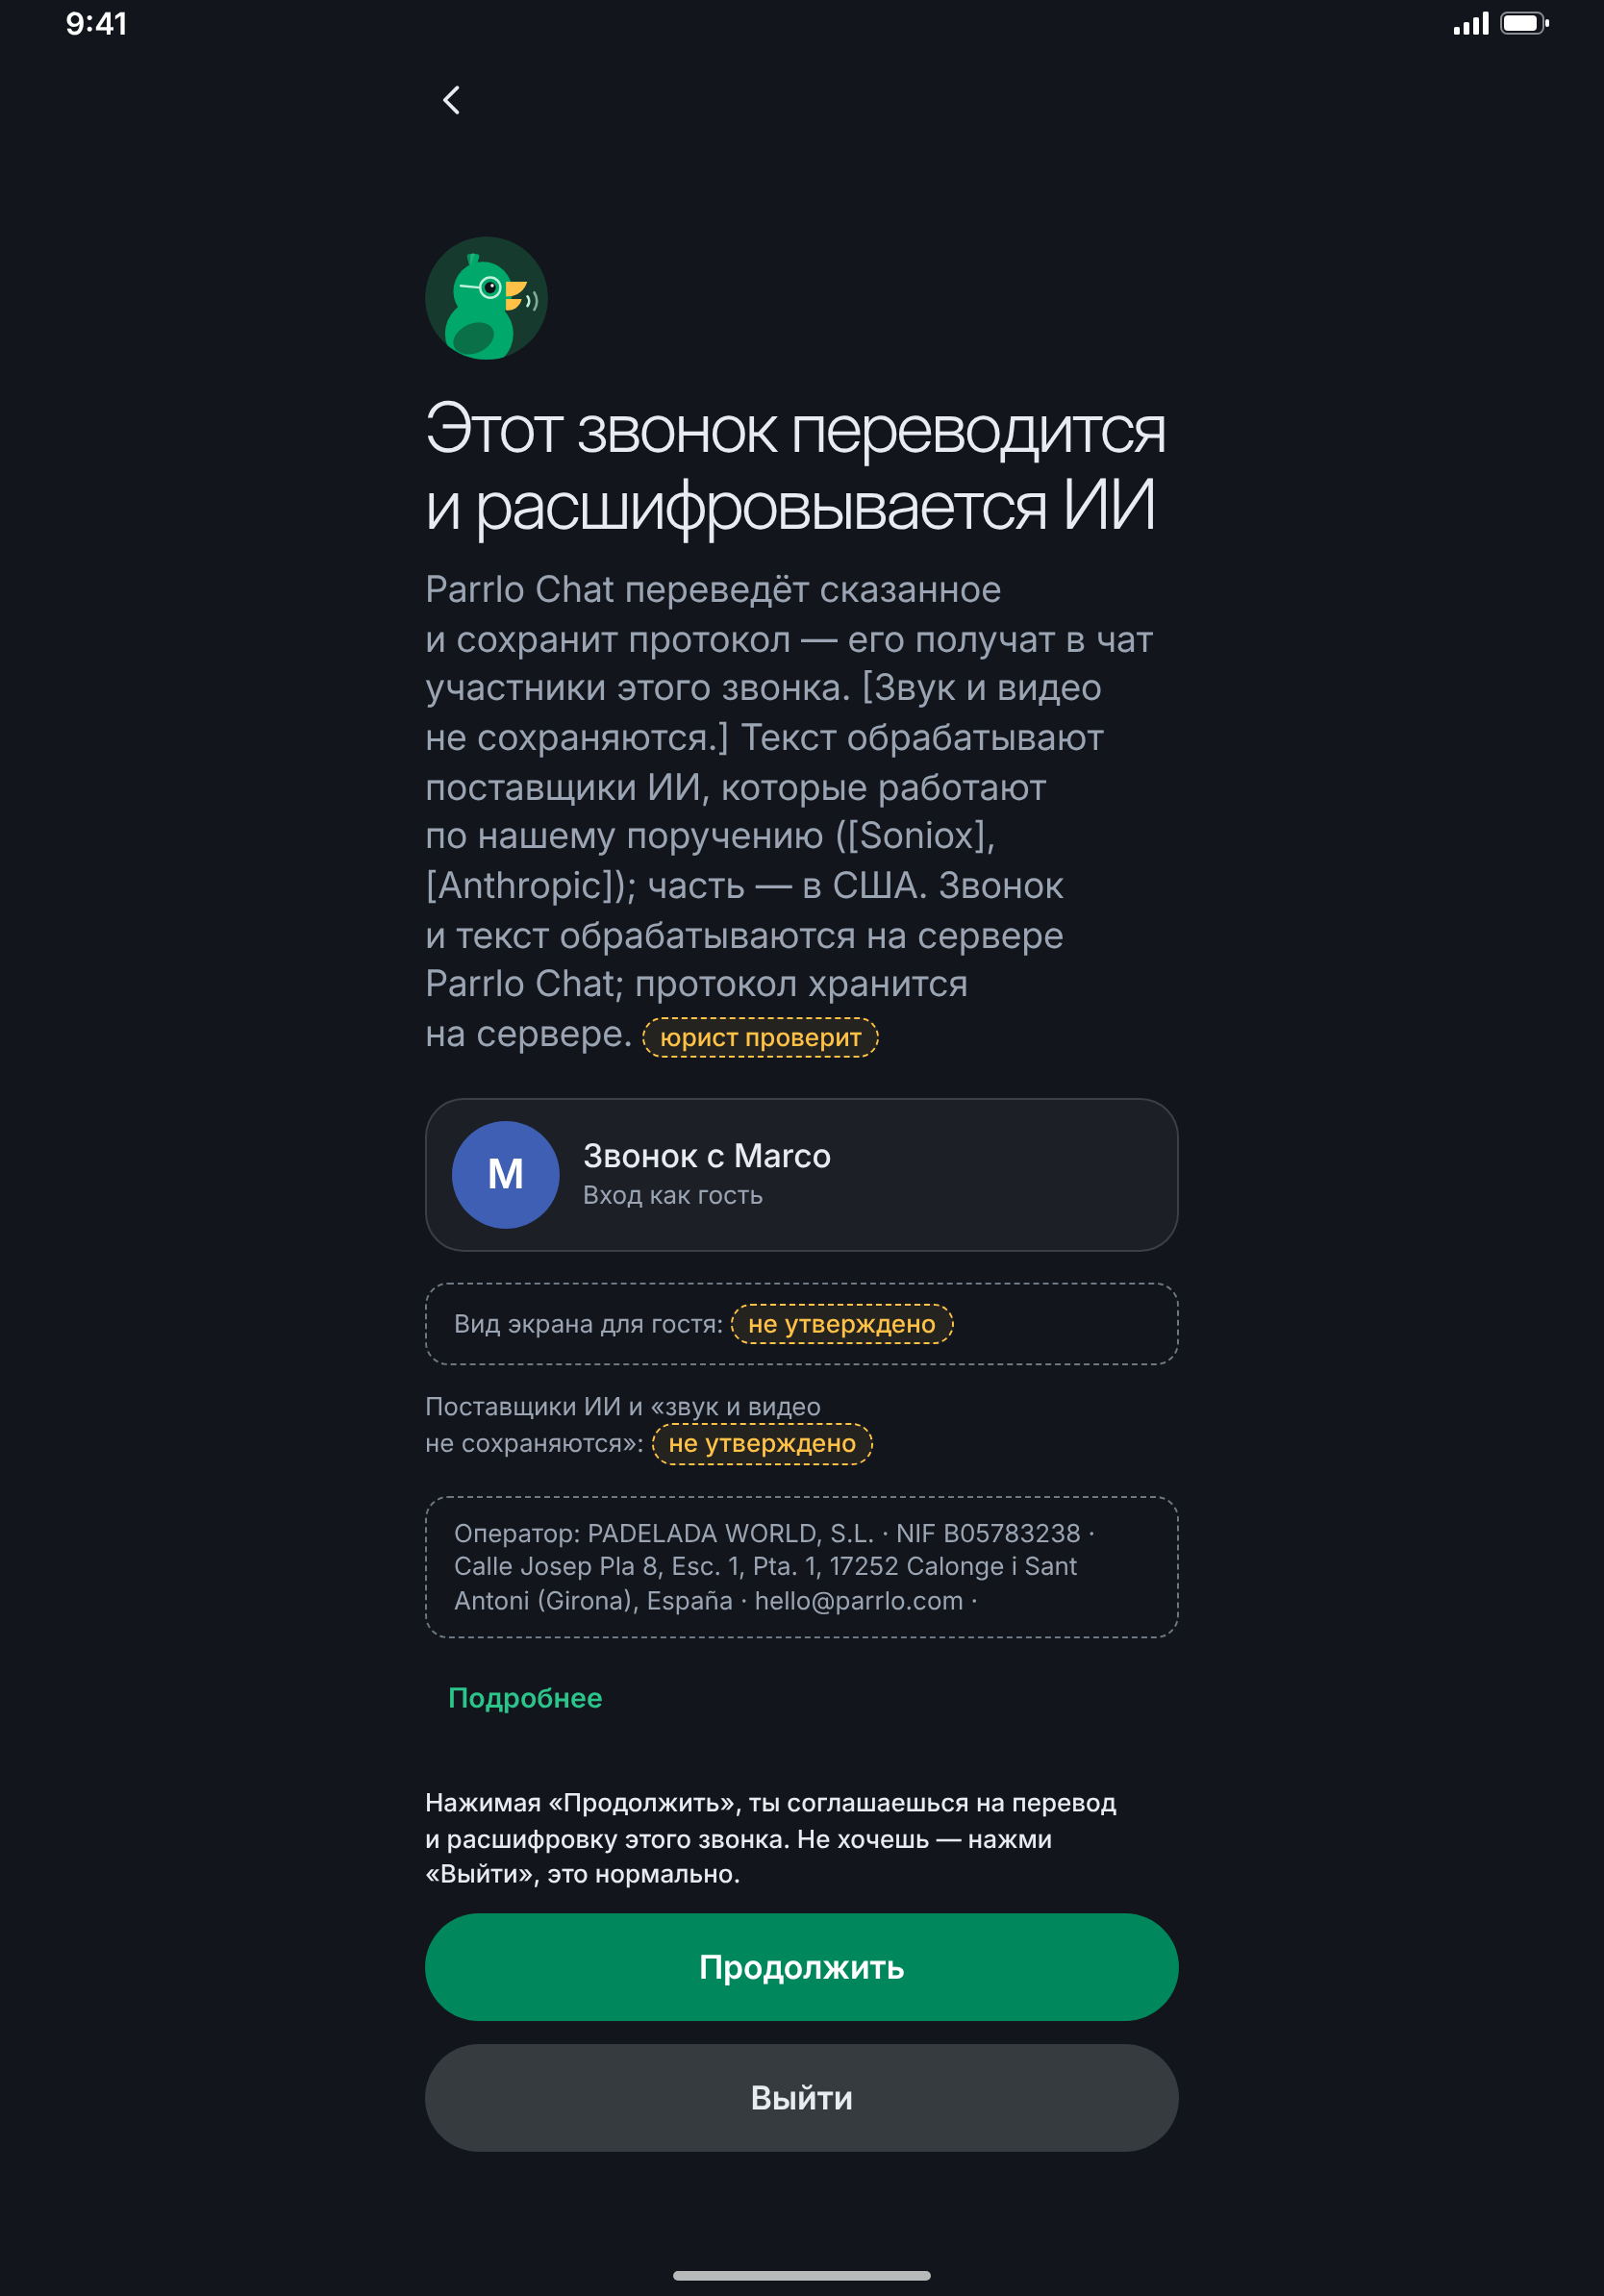 9:41
Этот звонок переводится
и расшифровывается ИИ
Parrlo Chat переведёт сказанное
и сохранит протокол — его получат в чат
участники этого звонка. [Звук и видео
не сохраняются.] Текст обрабатывают
поставщики ИИ, которые работают
по нашему поручению ([Soniox],
[Anthropic]); часть — в США. Звонок
и текст обрабатываются на сервере
Parrlo Chat; протокол хранится
на сервере. юрист проверит
M
Звонок с Marco
Вход как гость
Вид экрана для гостя: не утверждено
Поставщики ИИ и «звук и видео
не сохраняются»: не утверждено
Оператор: PADELADA WORLD, S.L. · NIF B05783238 ·
Calle Josep Pla 8, Esc. 1, Pta. 1, 17252 Calonge i Sant
Antoni (Girona), España · hello@parrlo.com ·
Подробнее
Нажимая «Продолжить», ты соглашаешься на перевод
и расшифровку этого звонка. Не хочешь — нажми
«Выйти», это нормально.
Продолжить
Выйти